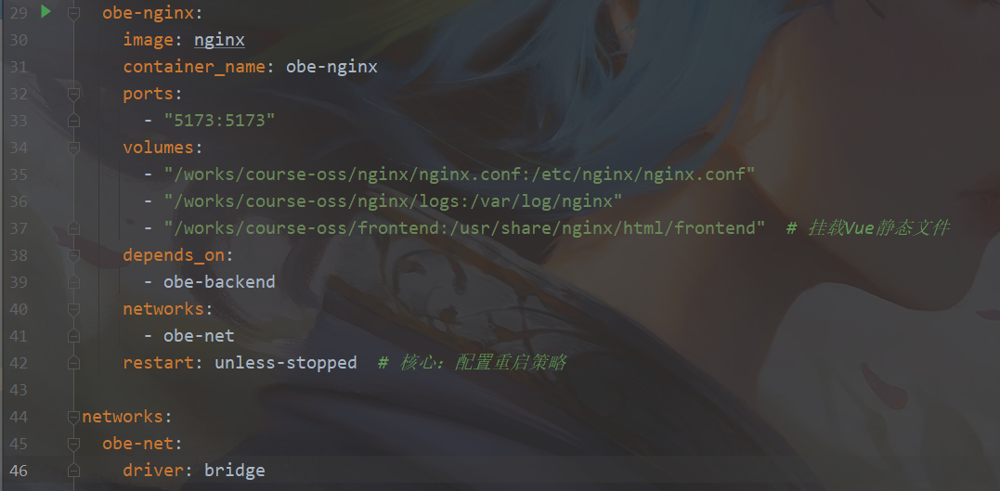 29 obe-nginx:
30 image: nginx
31 container_name: obe-nginx
32 ports:
33 - "5173:5173"
34 volumes:
35 - "/works/course-oss/nginx/nginx.conf:/etc/nginx/nginx.conf"
36 - "/works/course-oss/nginx/logs:/var/log/nginx"
37 - "/works/course-oss/frontend:/usr/share/nginx/html/frontend"  # 挂载Vue静态文件
38 depends_on:
39 - obe-backend
40 networks:
41 - obe-net
42 restart: unless-stopped  # 核心：配置重启策略
43
44 networks:
45 obe-net:
46 driver: bridge